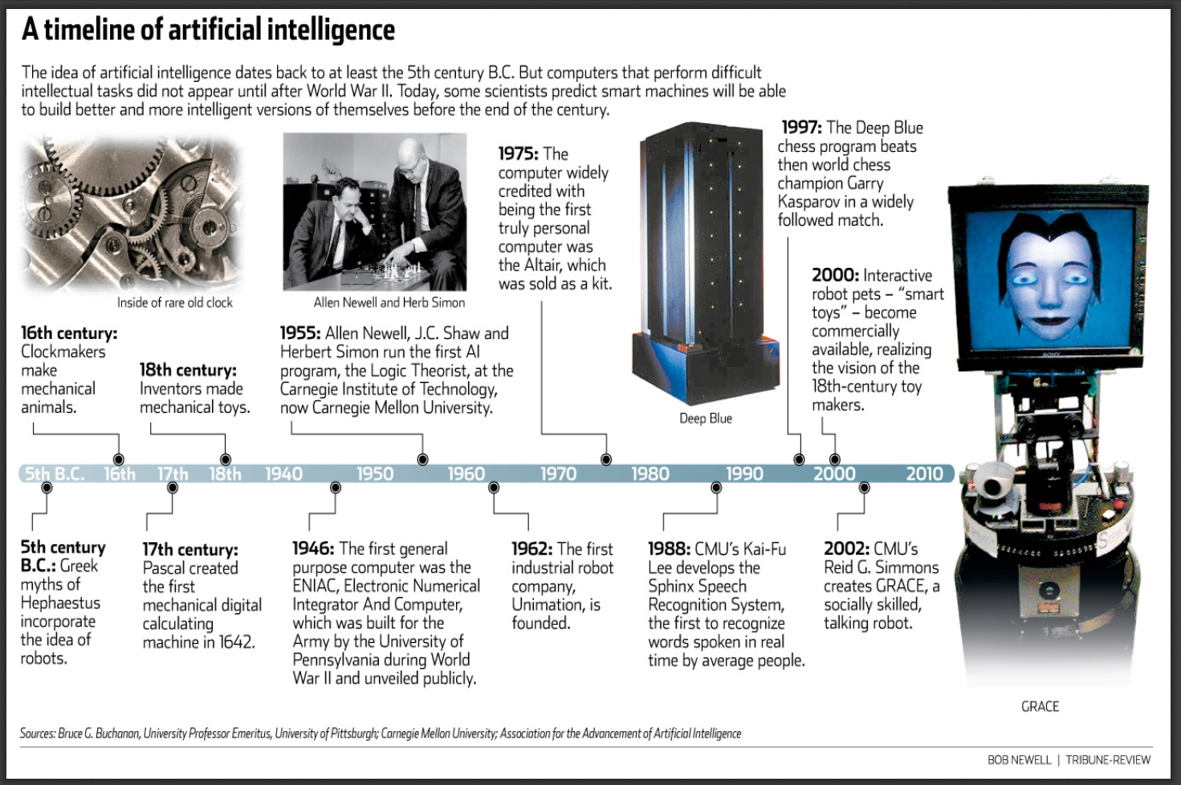 A timeline of artificial intelligence
The idea of artificial intelligence dates back to at least the 5th century B.C. But computers that perform difficult
intellectual tasks did not appear until after World War II. Today, some scientists predict smart machines will be able
to build better and more intelligent versions of themselves before the end of the century.
Inside of rare old clock
Allen Newell and Herb Simon
1975: The
computer widely
credited with
being the first
truly personal
computer was
the Altair, which
was sold as a kit.
Deep Blue
1997: The Deep Blue
chess program beats
then world chess
champion Garry
Kasparov in a widely
followed match.
2000: Interactive
robot pets – “smart
toys” – become
commercially
available, realizing
the vision of the
18th-century toy
makers.
SONY
16th century:
Clockmakers
make
mechanical
animals.
18th century:
Inventors made
mechanical toys.
1955: Allen Newell, J.C. Shaw and
Herbert Simon run the first AI
program, the Logic Theorist, at the
Carnegie Institute of Technology,
now Carnegie Mellon University.
5th B.C. 16th 17th 18th 1940 1950 1960 1970 1980 1990 2000 2010
5th century
B.C.: Greek
myths of
Hephaestus
incorporate
the idea of
robots.
17th century:
Pascal created
the first
mechanical digital
calculating
machine in 1642.
1946: The first general
purpose computer was the
ENIAC, Electronic Numerical
Integrator And Computer,
which was built for the
Army by the University of
Pennsylvania during World
War II and unveiled publicly.
1962: The first
industrial robot
company,
Unimation, is
founded.
1988: CMU’s Kai-Fu
Lee develops the
Sphinx Speech
Recognition System,
the first to recognize
words spoken in real
time by average people.
2002: CMU’s
Reid G. Simmons
creates GRACE, a
socially skilled,
talking robot.
GRACE
Sources: Bruce G. Buchanan, University Professor Emeritus, University of Pittsburgh; Carnegie Mellon University; Association for the Advancement of Artificial Intelligence
BOB NEWELL | TRIBUNE-REVIEW